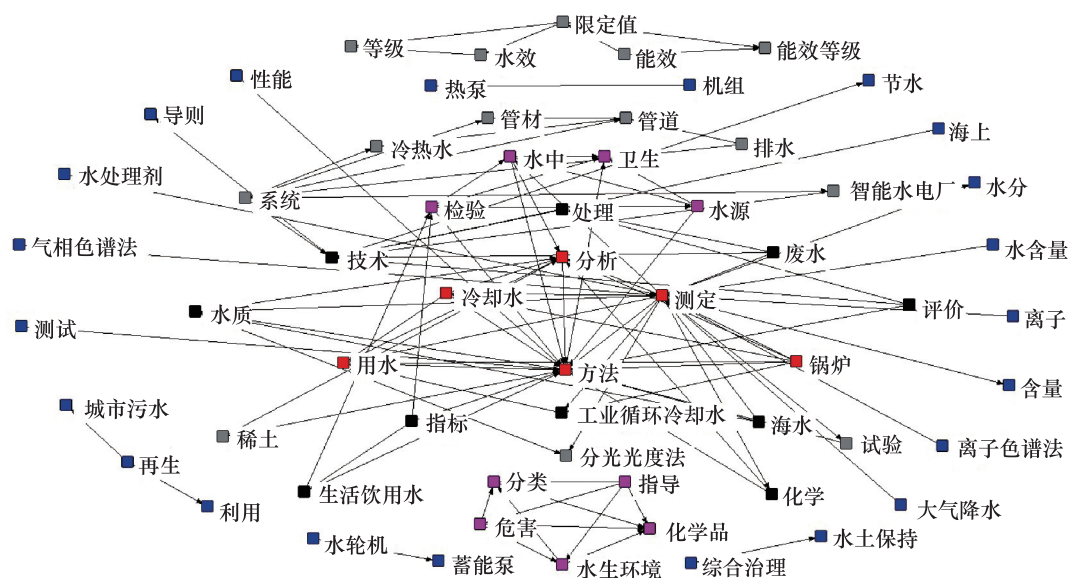 限定值
等级
水效
能效
能效等级
性能
热泵
机组
节水
导则
管材
管道
海上
冷热水
水中
卫生
排水
水处理剂
系统
智能水电厂
水分
检验
处理
水源
气相色谱法
技术
分析
废水
水含量
冷却水
测定
水质
评价
离子
测试
用水
方法
锅炉
含量
城市污水
指标
工业循环冷却水
海水
稀土
试验
离子色谱法
再生
分光光度法
生活饮用水
分类
指导
化学
利用
大气降水
危害
化学品
水轮机
水土保持
蓄能泵
水生环境
综合治理